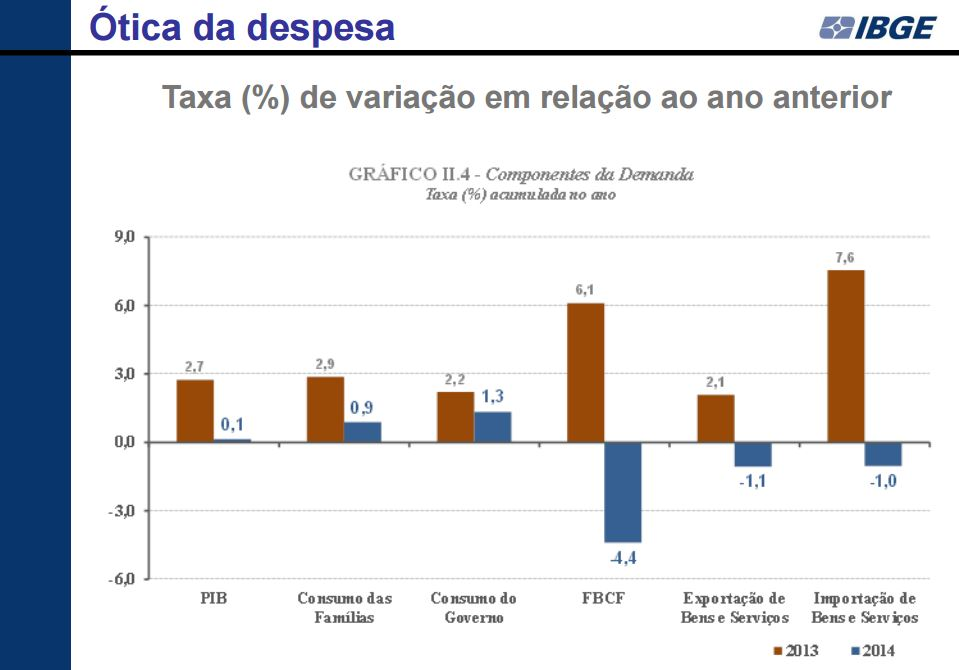 Ótica da despesa
IBGE
Taxa (%) de variação em relação ao ano anterior
GRÁFICO II.4 - Componentes da Demanda
Taxa (%) acumulada no ano
9,0
6,0
3,0
0,0
-3,0
-6,0
2,7
0,1
2,9
0,9
2,2
1,3
6,1
-4,4
2,1
-1,1
7,6
-1,0
PIB
Consumo das
Famílias
Consumo do
Governo
FBCF
Exportação de
Bens e Serviços
Importação de
Bens e Serviços
2013
2014